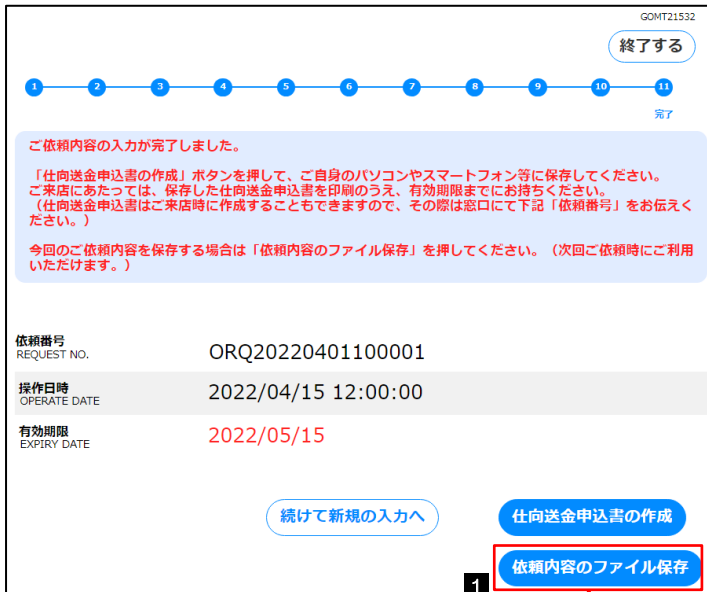 GOMT21532
終了する
1 2 3 4 5 6 7 8 9 10 11
完了
ご依頼内容の入力が完了しました。
「仕向送金申込書の作成」ボタンを押して、ご自身のパソコンやスマートフォン等に保存してください。
ご来店にあたっては、保存した仕向送金申込書を印刷のうえ、有効期限までにお持ちください。
（仕向送金申込書はご来店時に作成することもできますので、その際は窓口にて下記「依頼番号」をお伝えく
ださい。）
今回のご依頼内容を保存する場合は「依頼内容のファイル保存」を押してください。（次回ご依頼時にご利用
いただけます。）
依頼番号
REQUEST NO.
ORQ20220401100001
操作日時
OPERATE DATE
2022/04/15 12:00:00
有効期限
EXPIRY DATE
2022/05/15
続けて新規の入力へ
仕向送金申込書の作成
依頼内容のファイル保存
1